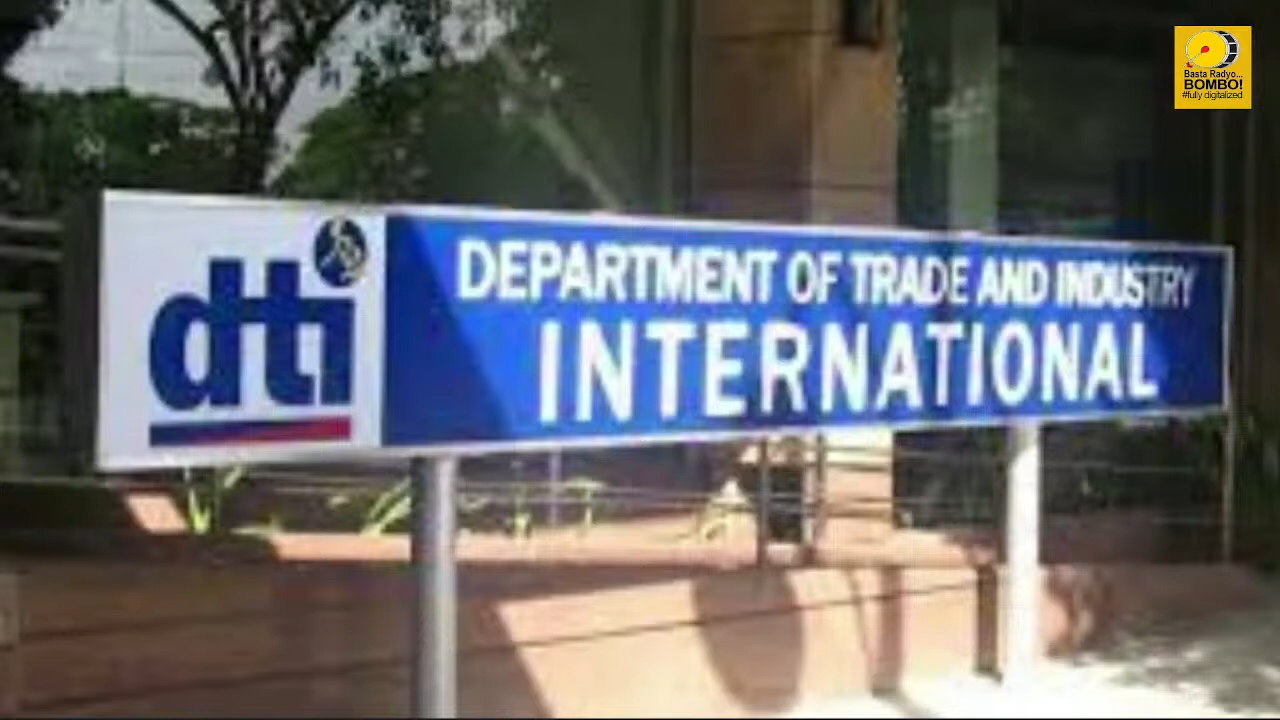 Basta Radyo...
BOMBO!
#fully digitalized
dti
DEPARTMENT OF TRADE AND INDUSTRY
INTERNATIONAL